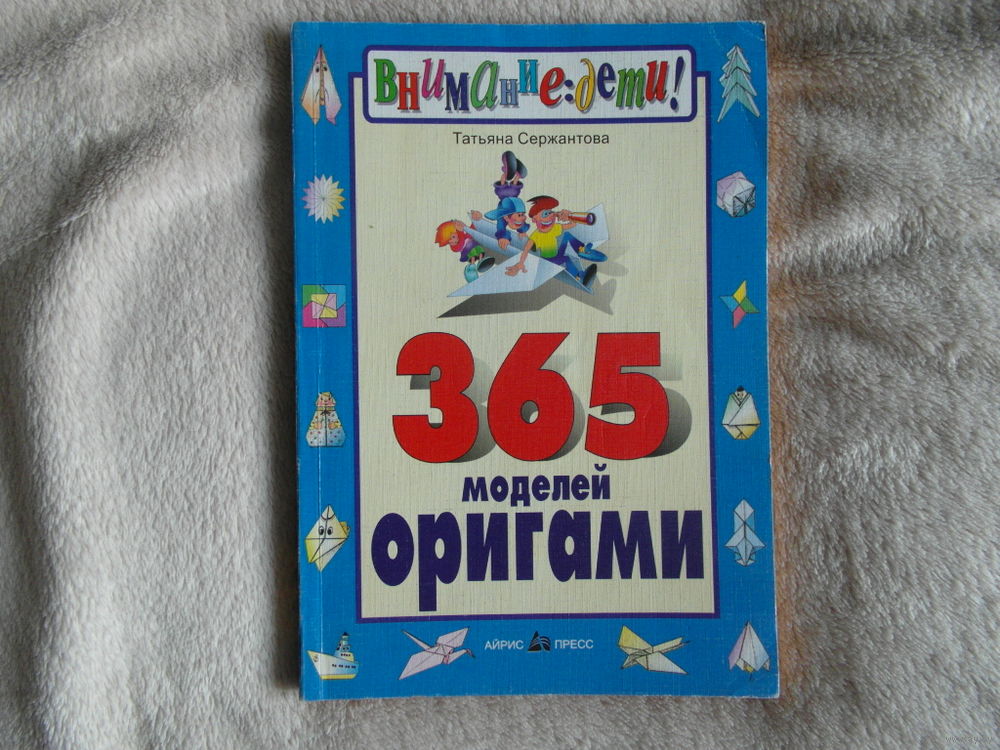 Внимание: дети!
Татьяна Сержантова
365
моделей
оригами
АЙРИС ПРЕСС